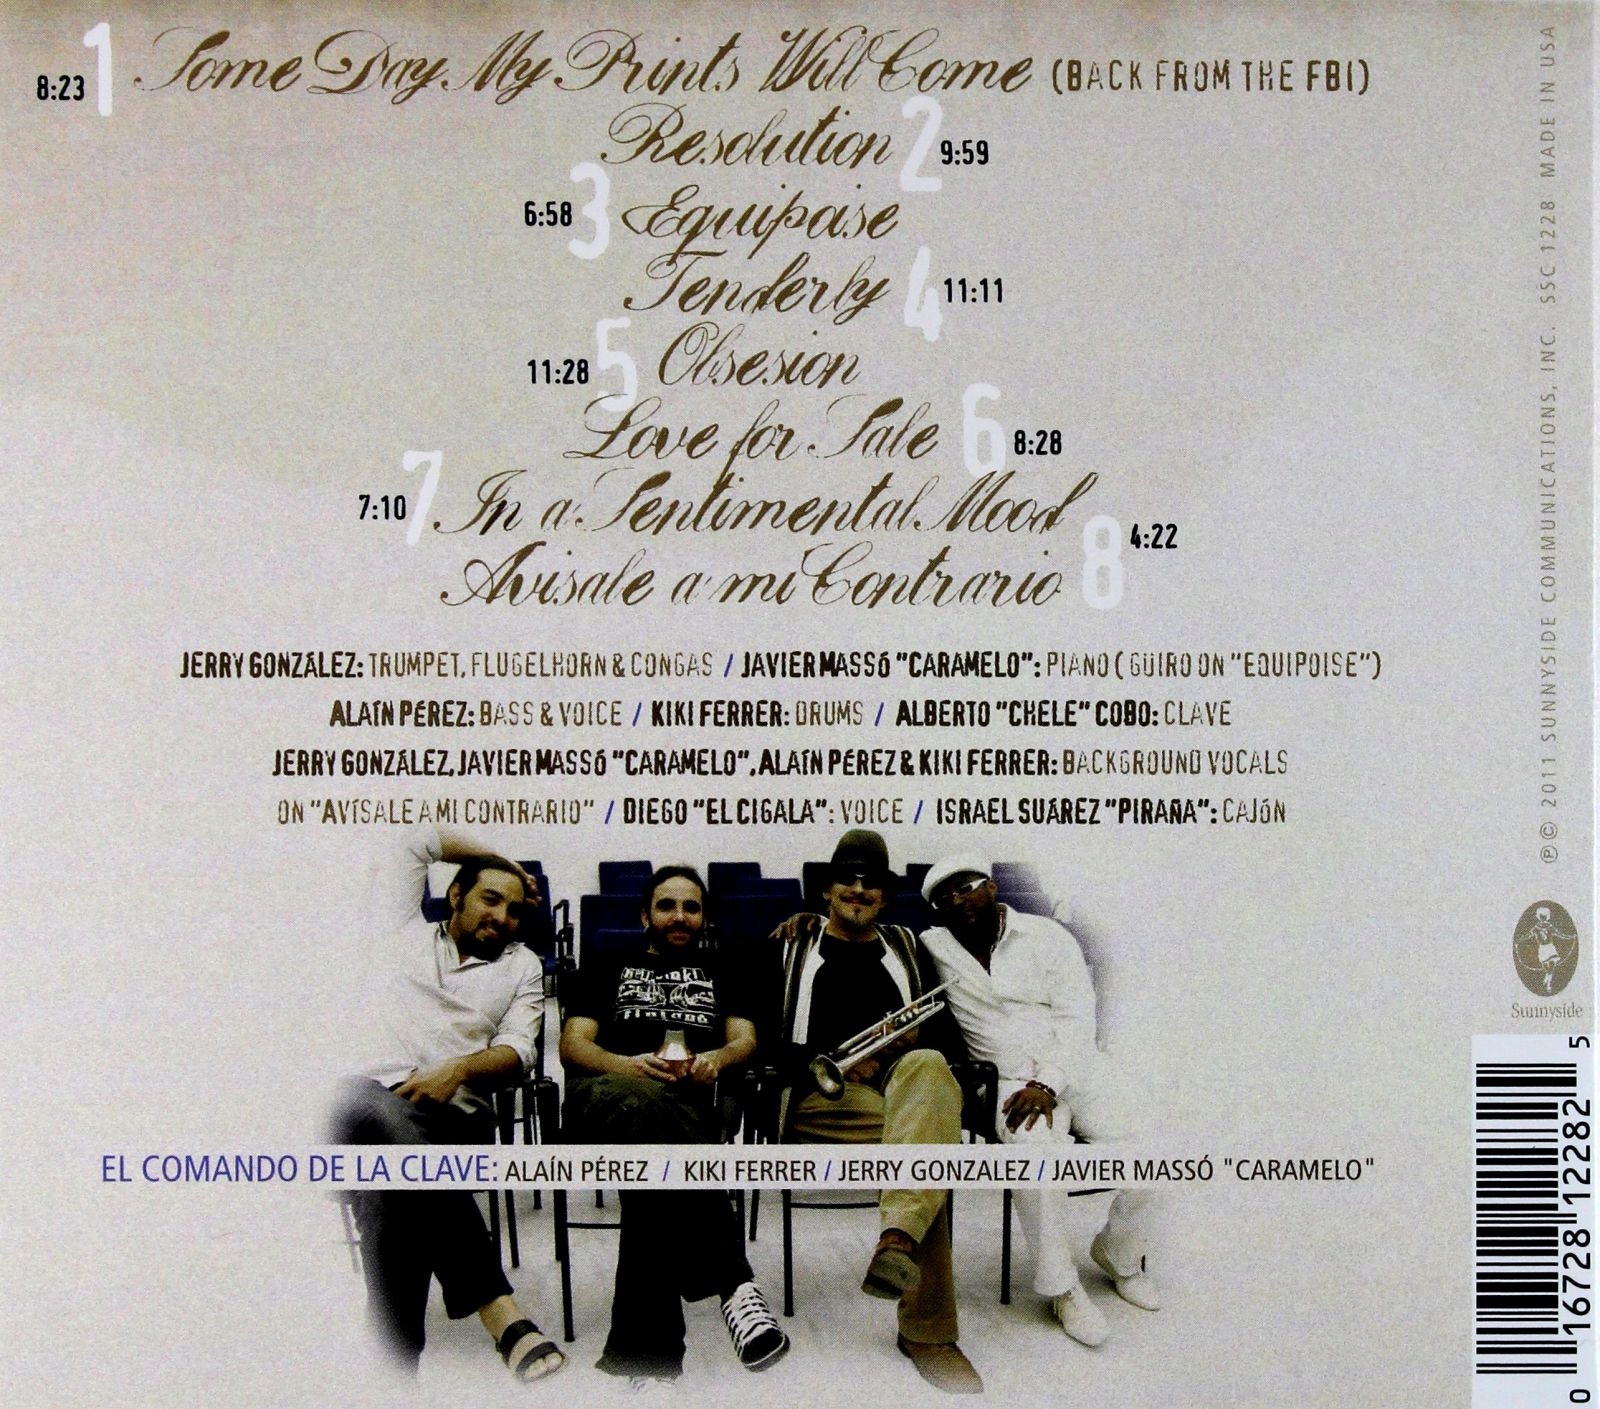 8:23 1 Some Day My Prints Will Come (BACK FROM THE FBI)
Resolution 2 9:59
6:58 3 Equipoise
Tenderly 4 11:11
11:28 5 Obsesion
Love for Sale 6 8:28
7:10 7 In a Sentimental Mood
Avisale a mi Contrario 8 4:22
JERRY GONZÁLEZ: TRUMPET, FLUGELHORN & CONGAS / JAVIER MASSÓ "CARAMELO": PIANO (GÜIRO ON "EQUIPOISE")
ALAÍN PÉREZ: BASS & VOICE / KIKI FERRER: DRUMS / ALBERTO "CHELE" COBO: CLAVE
JERRY GONZÁLEZ, JAVIER MASSÓ "CARAMELO", ALAÍN PÉREZ & KIKI FERRER: BACKGROUND VOCALS
ON "AVÍSALE A MI CONTRARIO" / DIEGO "EL CIGALA": VOICE / ISRAEL SUÁREZ "PIRAÑA": CAJÓN
Helsinki
Finland
EL COMANDO DE LA CLAVE: ALAÍN PÉREZ / KIKI FERRER / JERRY GONZALEZ / JAVIER MASSÓ "CARAMELO"
℗© 2011 SUNNYSIDE COMMUNICATIONS, INC. SSC 1228 MADE IN USA
Sunnyside
0 16728 12282 5